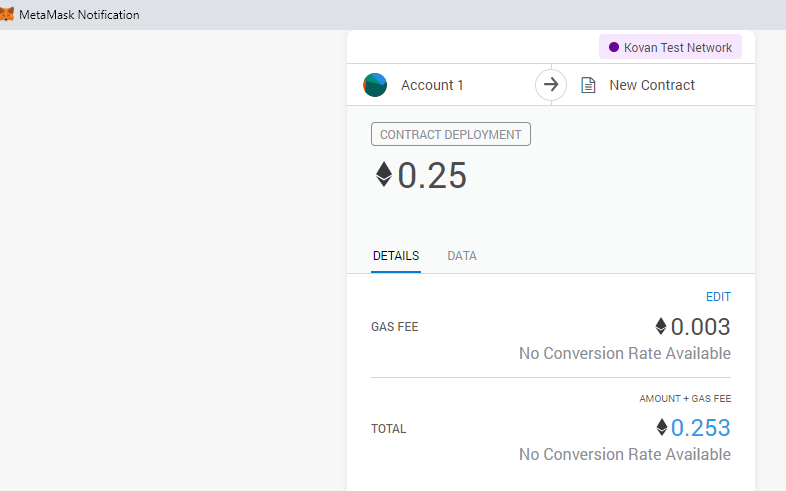 MetaMask Notification
Kovan Test Network
Account 1
New Contract
CONTRACT DEPLOYMENT
0.25
DETAILS DATA
EDIT
GAS FEE 0.003
No Conversion Rate Available
AMOUNT + GAS FEE
TOTAL 0.253
No Conversion Rate Available